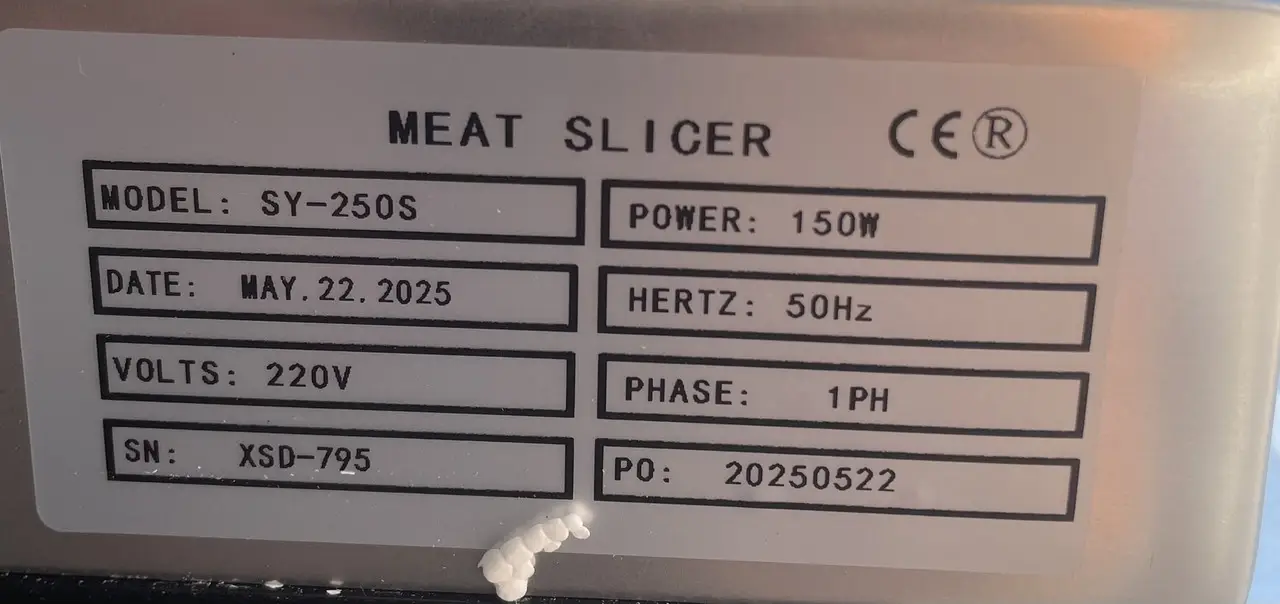 MEAT SLICER CE®
MODEL: SY-250S
POWER: 150W
DATE: MAY.22.2025
HERTZ: 50Hz
VOLTS: 220V
PHASE: 1PH
SN: XSD-795
PO: 20250522